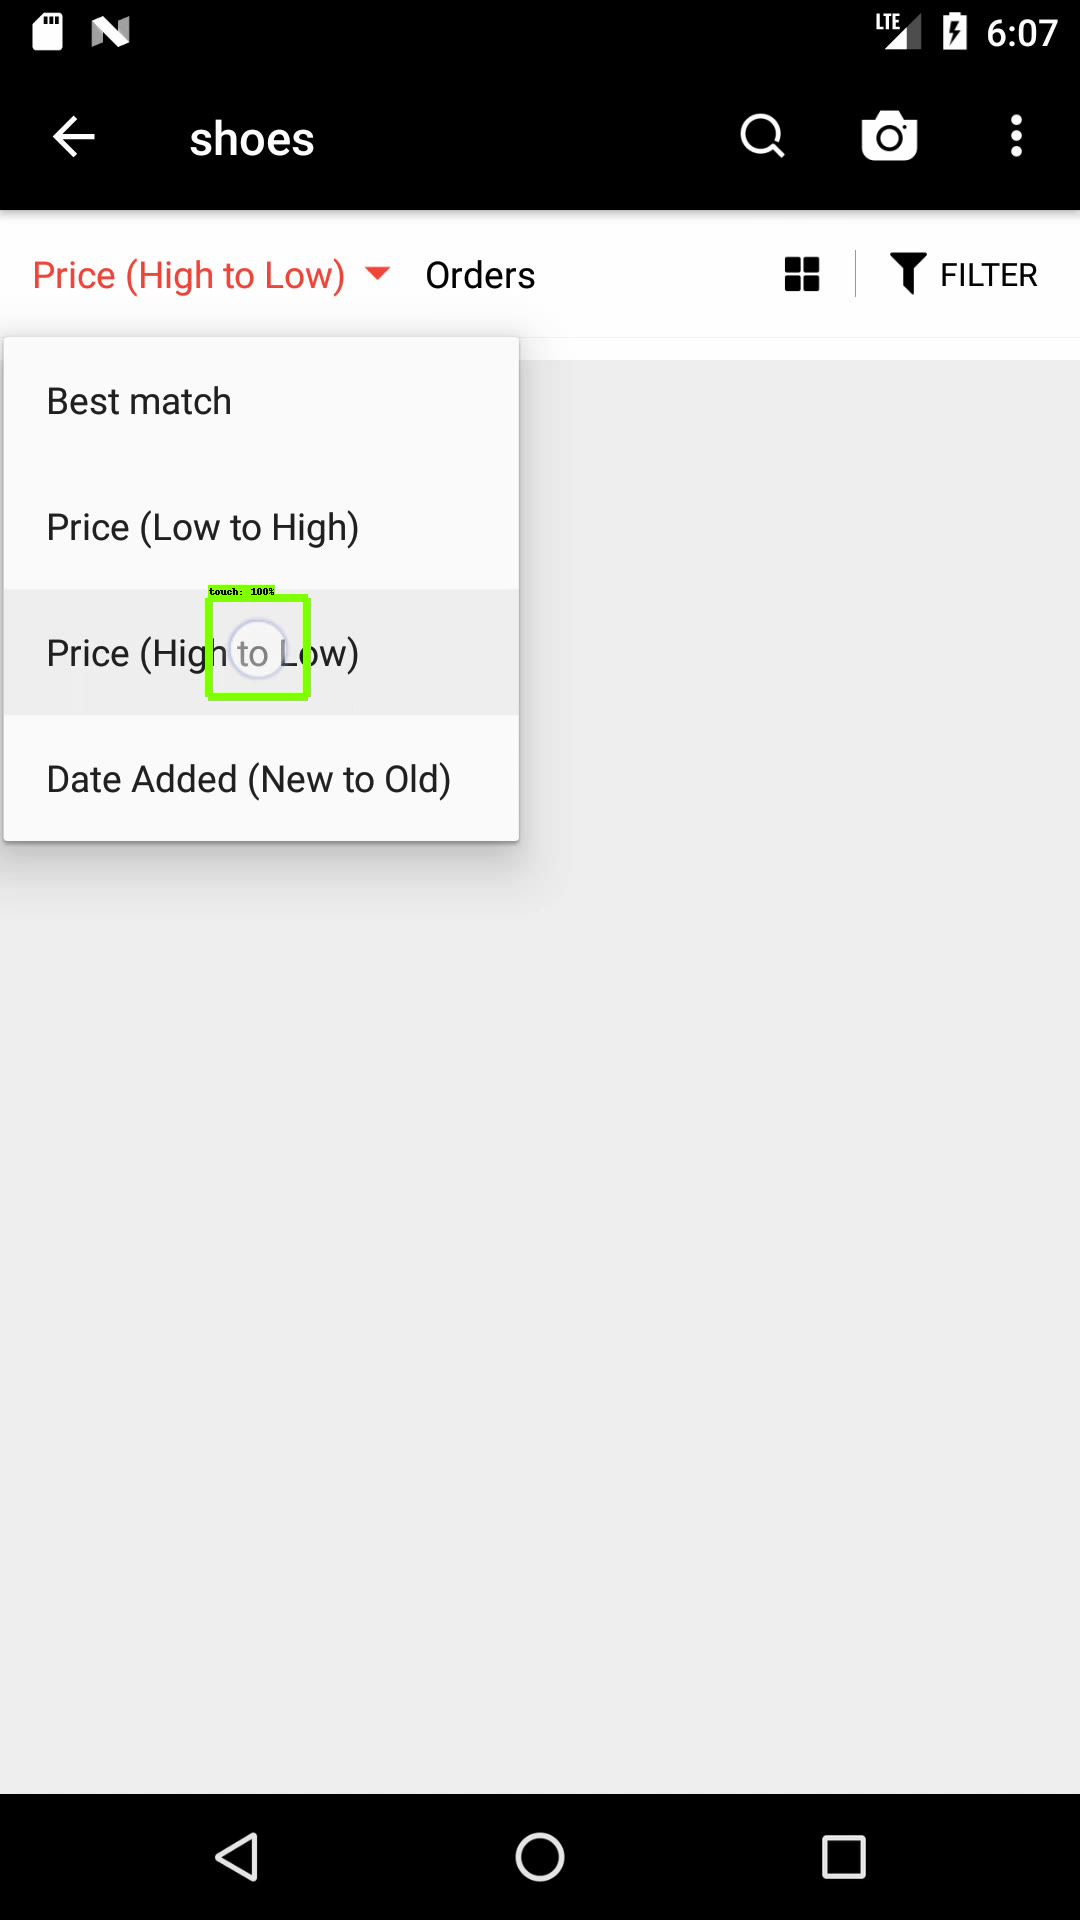 LTE 6:07
shoes
Price (High to Low) Orders FILTER
Best match
Price (Low to High)
touch: 100%
Price (High to Low)
Date Added (New to Old)